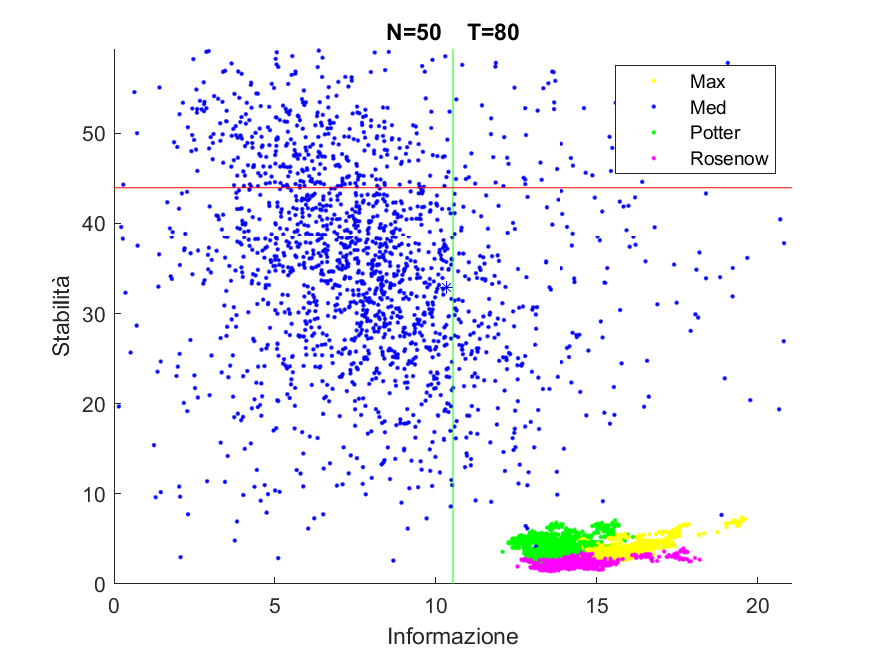 N=50 T=80
Max
Med
Potter
Rosenow
50
40
30
20
10
0
Stabilità
0 5 10 15 20
Informazione